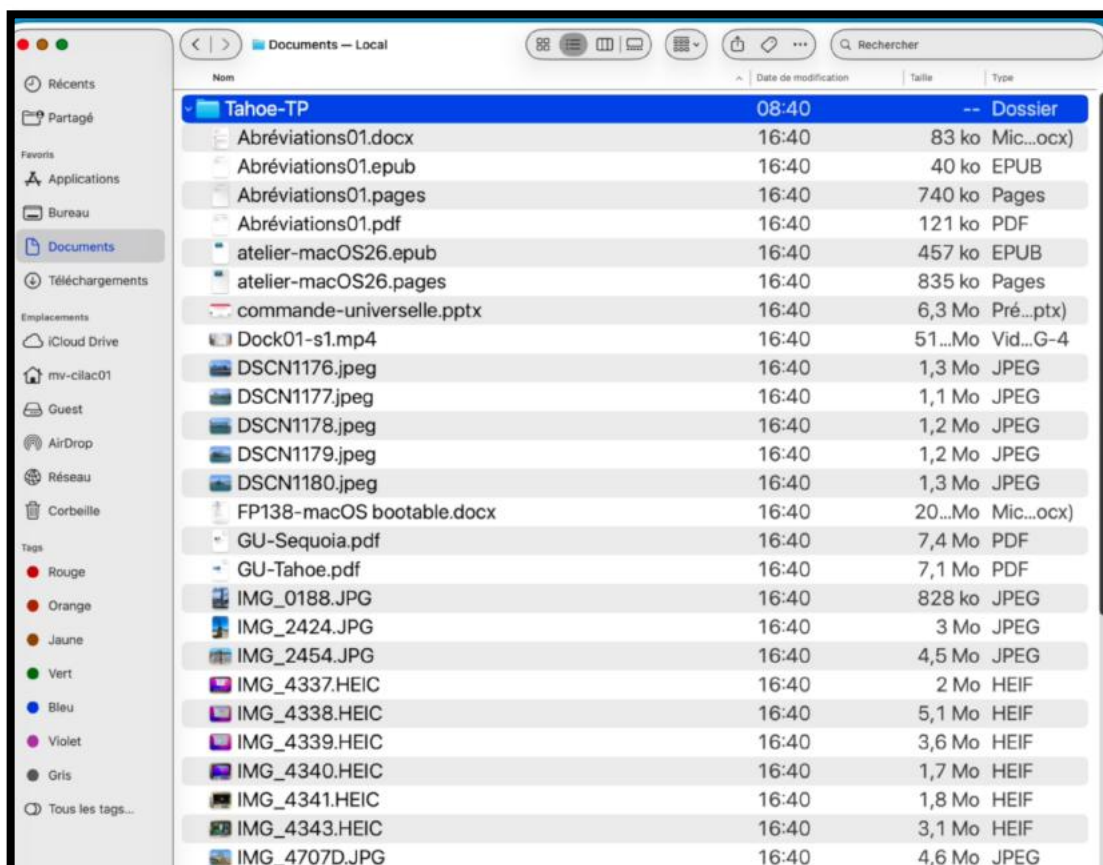 Documents — Local
Rechercher
Nom
Date de modification
Taille
Type
Récents
Partagé
Favoris
Applications
Bureau
Documents
Téléchargements
Emplacements
iCloud Drive
mv-cilac01
Guest
AirDrop
Réseau
Corbeille
Tags
Rouge
Orange
Jaune
Vert
Bleu
Violet
Gris
Tous les tags...
Tahoe-TP 08:40 -- Dossier
Abréviations01.docx 16:40 83 ko Mic...ocx)
Abréviations01.epub 16:40 40 ko EPUB
Abréviations01.pages 16:40 740 ko Pages
Abréviations01.pdf 16:40 121 ko PDF
atelier-macOS26.epub 16:40 457 ko EPUB
atelier-macOS26.pages 16:40 835 ko Pages
commande-universelle.pptx 16:40 6,3 Mo Pré...ptx)
Dock01-s1.mp4 16:40 51...Mo Vid...G-4
DSCN1176.jpeg 16:40 1,3 Mo JPEG
DSCN1177.jpeg 16:40 1,1 Mo JPEG
DSCN1178.jpeg 16:40 1,2 Mo JPEG
DSCN1179.jpeg 16:40 1,2 Mo JPEG
DSCN1180.jpeg 16:40 1,3 Mo JPEG
FP138-macOS bootable.docx 16:40 20...Mo Mic...ocx)
GU-Sequoia.pdf 16:40 7,4 Mo PDF
GU-Tahoe.pdf 16:40 7,1 Mo PDF
IMG_0188.JPG 16:40 828 ko JPEG
IMG_2424.JPG 16:40 3 Mo JPEG
IMG_2454.JPG 16:40 4,5 Mo JPEG
IMG_4337.HEIC 16:40 2 Mo HEIF
IMG_4338.HEIC 16:40 5,1 Mo HEIF
IMG_4339.HEIC 16:40 3,6 Mo HEIF
IMG_4340.HEIC 16:40 1,7 Mo HEIF
IMG_4341.HEIC 16:40 1,8 Mo HEIF
IMG_4343.HEIC 16:40 3,1 Mo HEIF
IMG_4707D.JPG 16:40 4,6 Mo JPEG